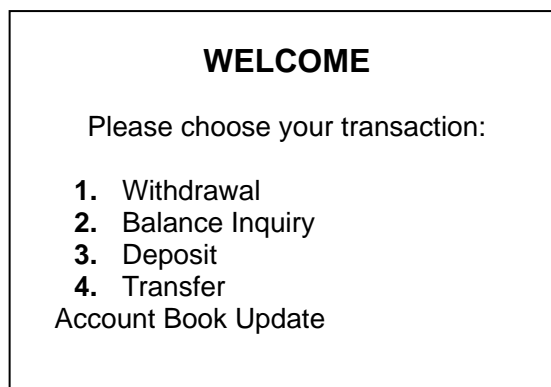 WELCOME
Please choose your transaction:
1. Withdrawal
2. Balance Inquiry
3. Deposit
4. Transfer
Account Book Update